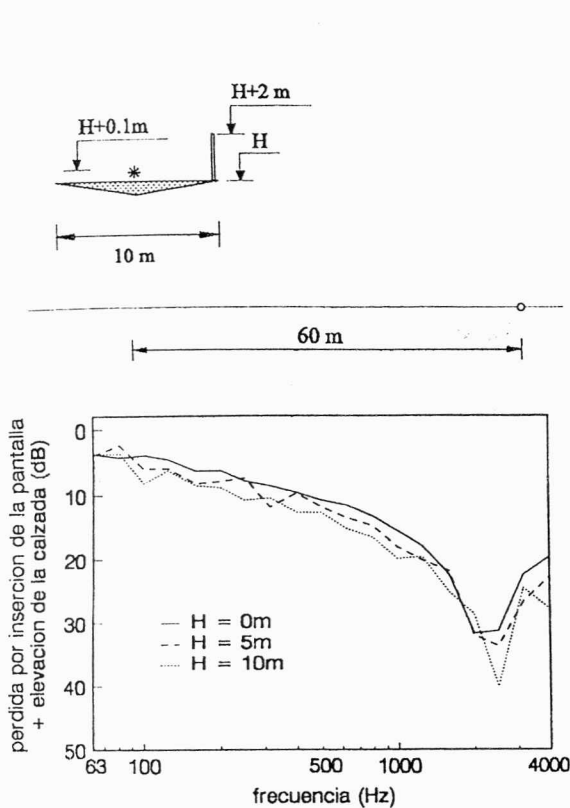 H+2 m
H+0.1m
H
10 m
60 m
perdida por insercion de la pantalla
+ elevacion de la calzada (dB)
0
10
20
30
40
50
H = 0m
H = 5m
H = 10m
63 100 500 1000 4000
frecuencia (Hz)